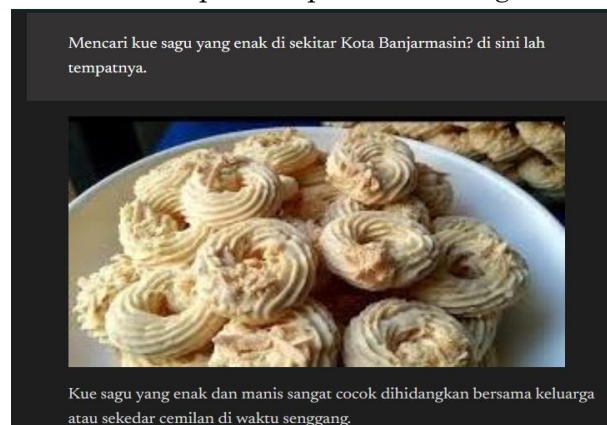 Mencari kue sagu yang enak di sekitar Kota Banjarmasin? di sini lah
tempatnya.
Kue sagu yang enak dan manis sangat cocok dihidangkan bersama keluarga
atau sekedar cemilan di waktu senggang.